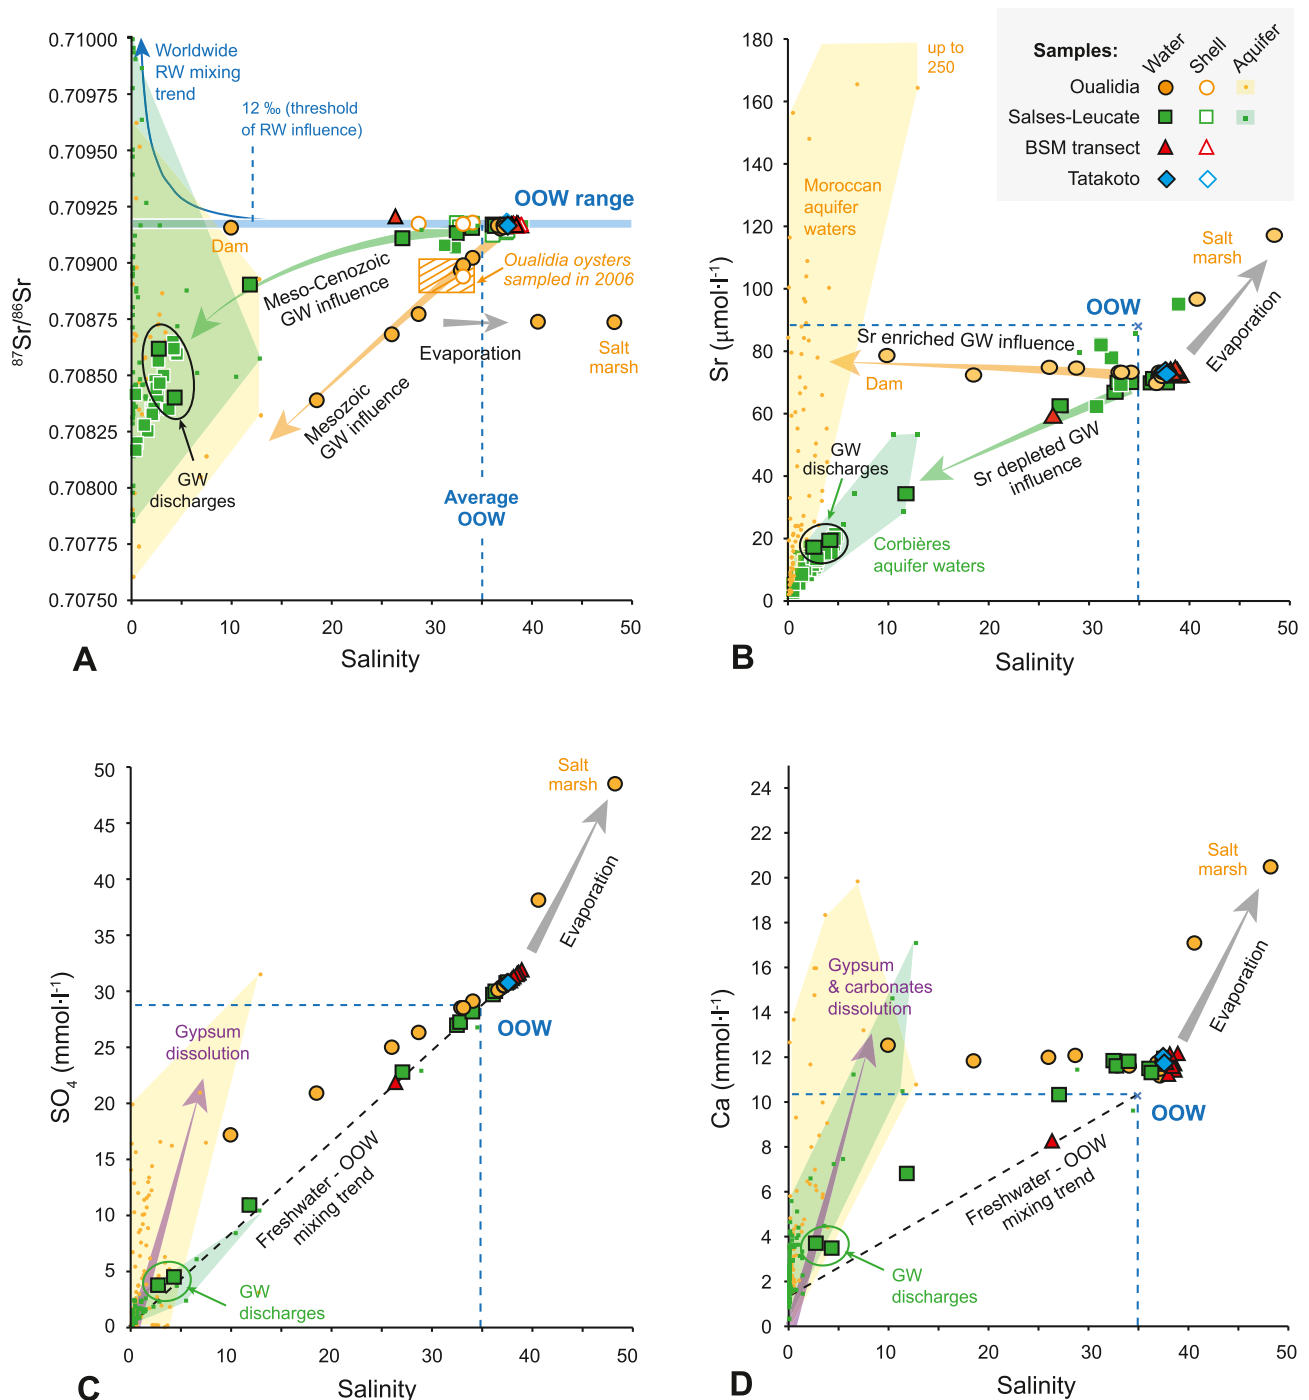 0.71000
0.70975
0.70950
0.70925
0.70900
0.70875
0.70850
0.70825
0.70800
0.70775
0.70750
87Sr/86Sr
Worldwide
RW mixing
trend
12 ‰ (threshold
of RW influence)
OOW range
Dam
Meso-Cenozoic
GW influence
Oualidia oysters
sampled in 2006
Evaporation
Salt
marsh
Mesozoic
GW influence
GW
discharges
Average
OOW
0
10
20
30
40
50
Salinity
A
180
160
140
120
100
80
60
40
20
0
Sr (µmol·l-1)
up to
250
Samples:
Water
Shell
Aquifer
Oualidia
Salses-Leucate
BSM transect
Tatakoto
Moroccan
aquifer
waters
Salt
marsh
OOW
Evaporation
Sr enriched GW influence
Dam
GW
discharges
Sr depleted GW
influence
Corbières
aquifer waters
0
10
20
30
40
50
Salinity
B
50
45
40
35
30
25
20
15
10
5
0
SO4 (mmol·l-1)
Salt
marsh
Evaporation
OOW
Gypsum
dissolution
Freshwater - OOW
mixing trend
GW
discharges
0
10
20
30
40
50
Salinity
C
24
22
20
18
16
14
12
10
8
6
4
2
0
Ca (mmol·l-1)
Salt
marsh
Gypsum
& carbonates
dissolution
Evaporation
OOW
Freshwater - OOW
mixing trend
GW
discharges
0
10
20
30
40
50
Salinity
D